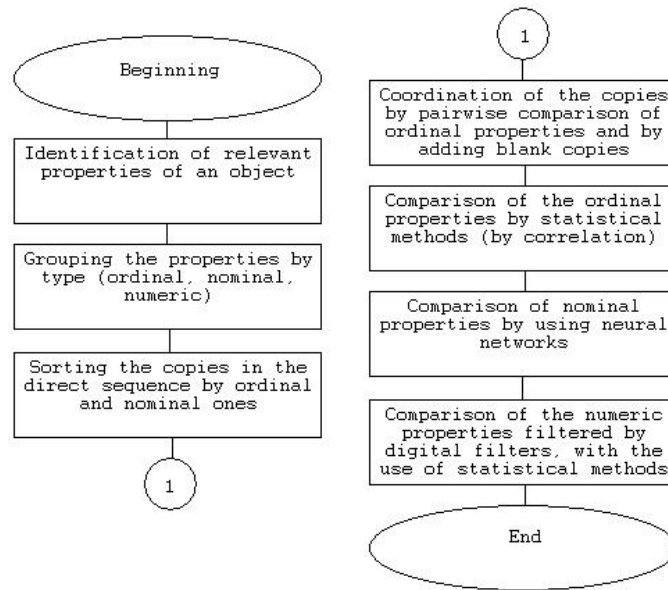 Beginning
Identification of relevant
properties of an object
Grouping the properties by
type (ordinal, nominal,
numeric)
Sorting the copies in the
direct sequence by ordinal
and nominal ones
1
1
Coordination of the copies
by pairwise comparison of
ordinal properties and by
adding blank copies
Comparison of the ordinal
properties by statistical
methods (by correlation)
Comparison of nominal
properties by using neural
networks
Comparison of the numeric
properties filtered by
digital filters, with the
use of statistical methods
End